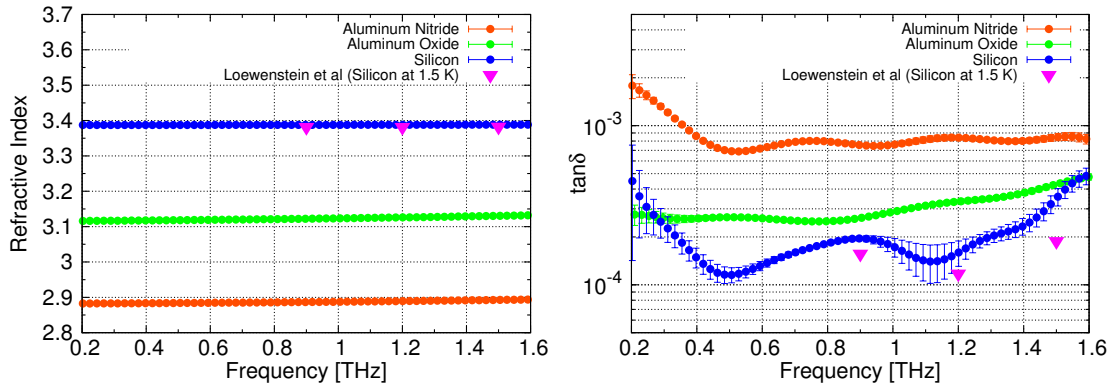 3.7
3.6
3.5
3.4
3.3
3.2
3.1
3
2.9
2.8
Refractive Index
Aluminum Nitride
Aluminum Oxide
Silicon
Loewenstein et al (Silicon at 1.5 K)
0.2 0.4 0.6 0.8 1 1.2 1.4 1.6
Frequency [THz]
10⁻³
10⁻⁴
tanδ
Aluminum Nitride
Aluminum Oxide
Silicon
Loewenstein et al (Silicon at 1.5 K)
0.2 0.4 0.6 0.8 1 1.2 1.4 1.6
Frequency [THz]